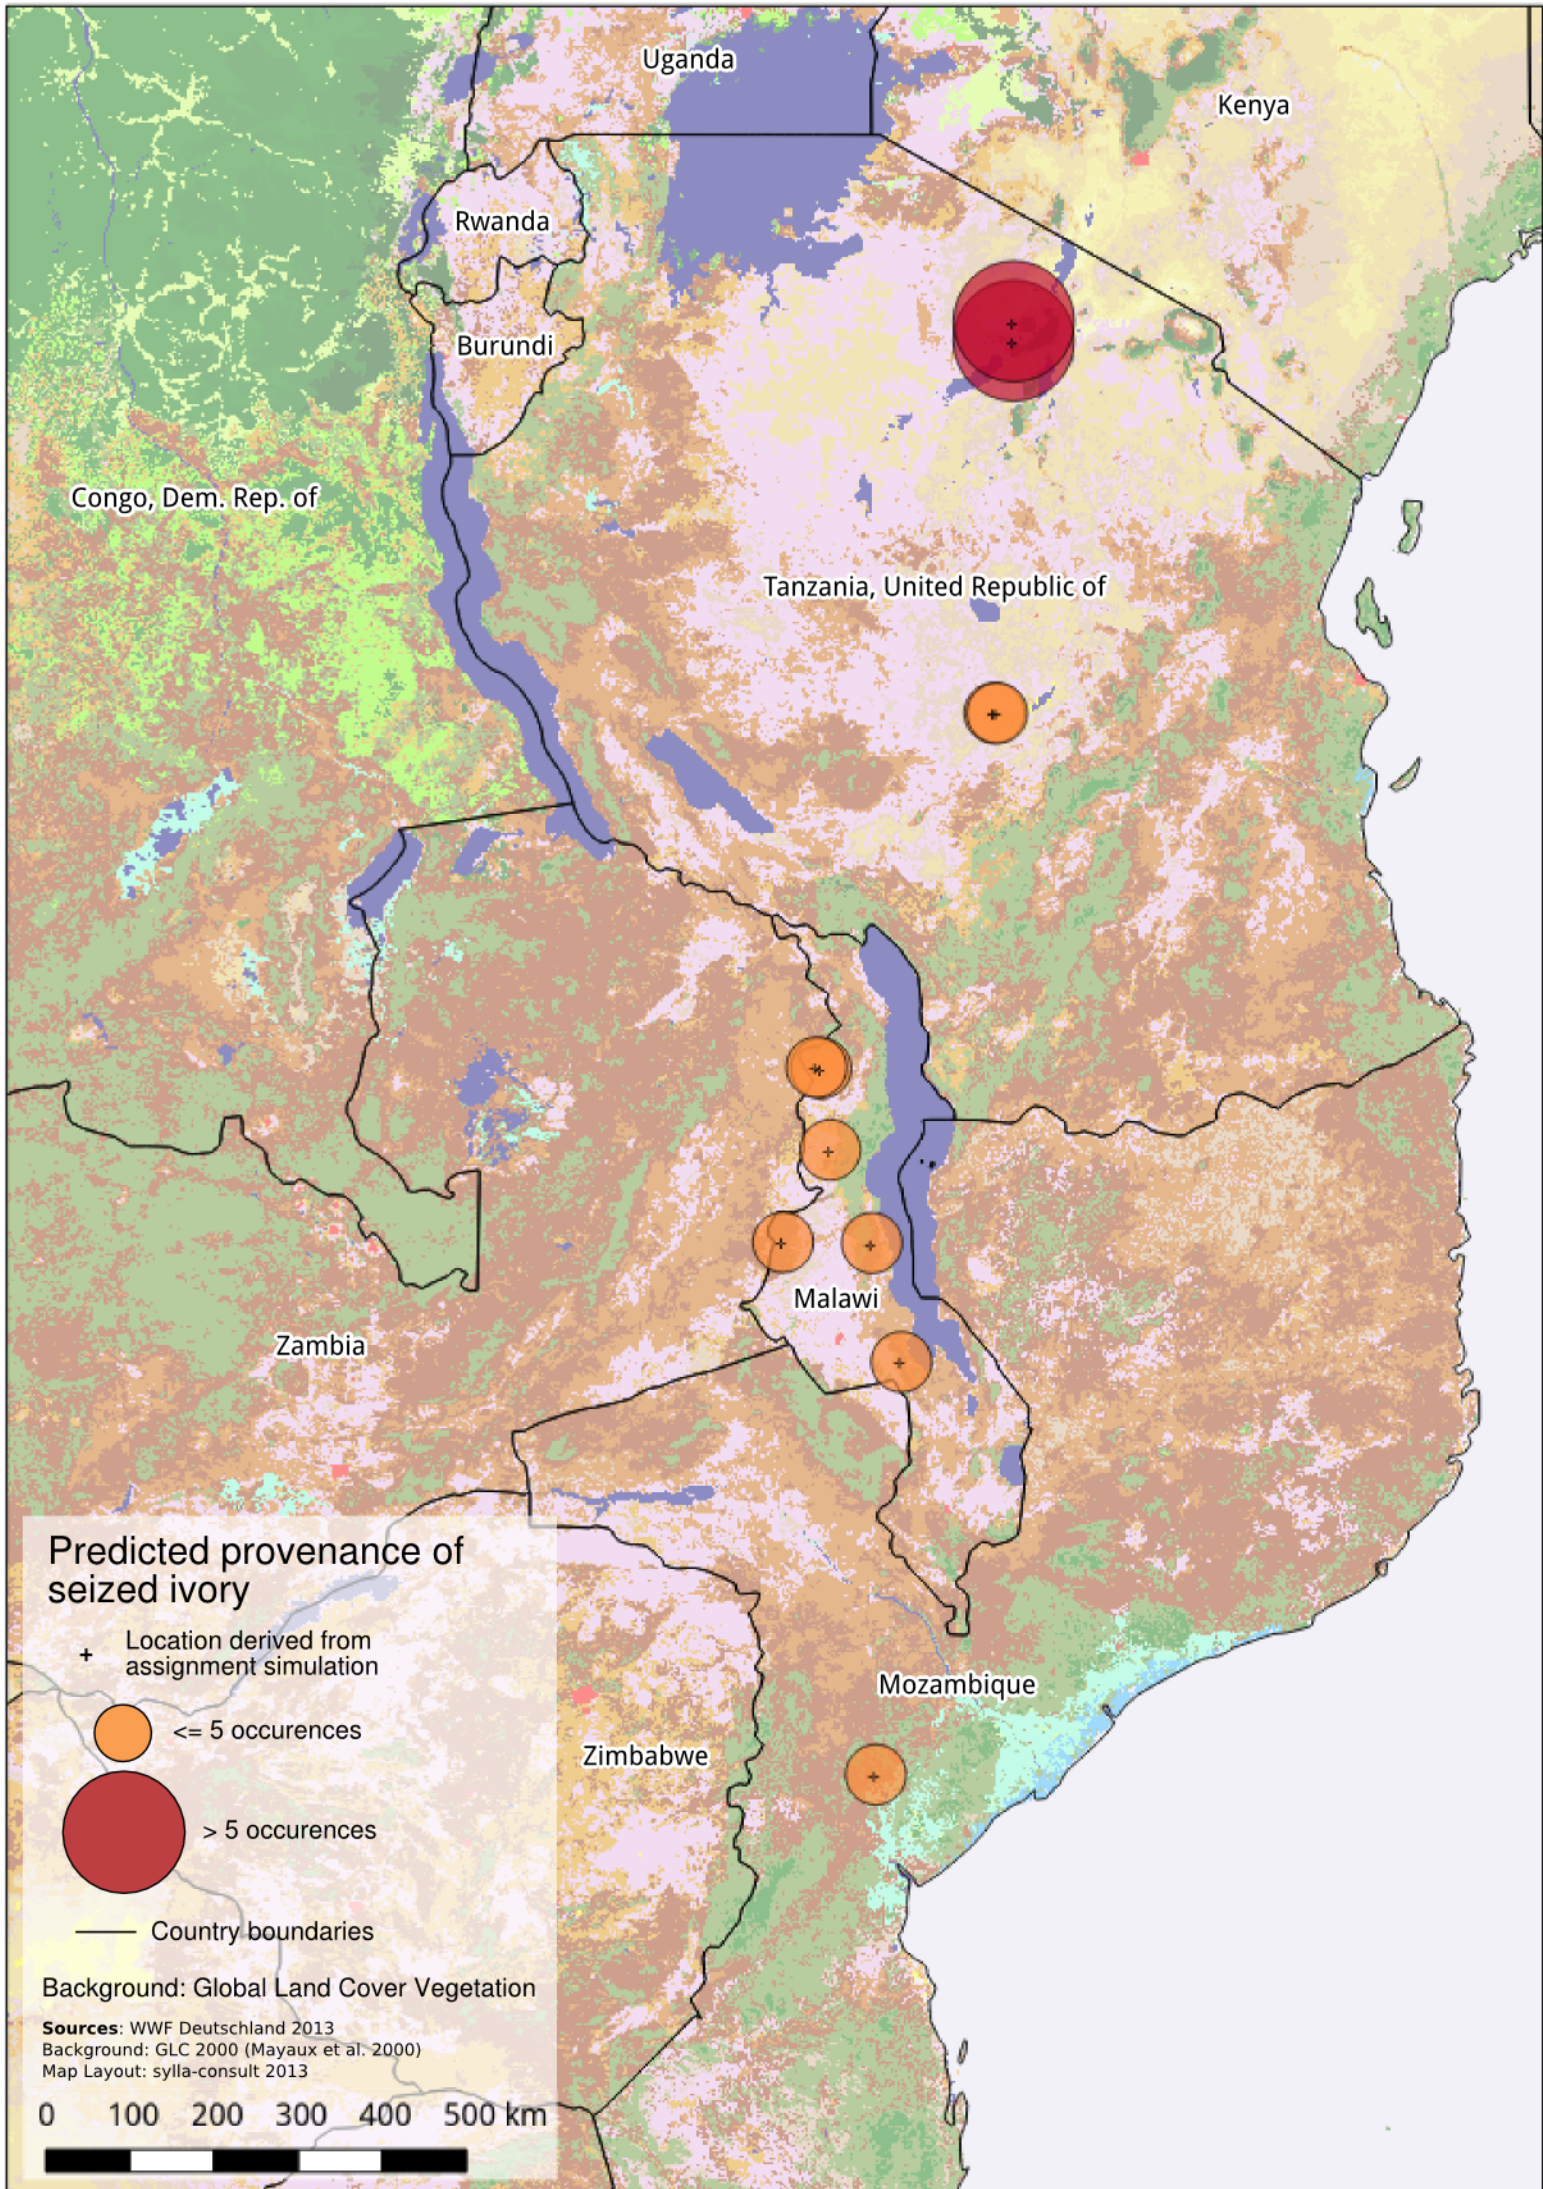 Uganda
Kenya
Rwanda
Burundi
Congo, Dem. Rep. of
Tanzania, United Republic of
Malawi
Zambia
Mozambique
Zimbabwe
Predicted provenance of
seized ivory
Location derived from
assignment simulation
<= 5 occurences
> 5 occurences
Country boundaries
Background: Global Land Cover Vegetation
Sources: WWF Deutschland 2013
Background: GLC 2000 (Mayaux et al. 2000)
Map Layout: sylla-consult 2013
0 100 200 300 400 500 km